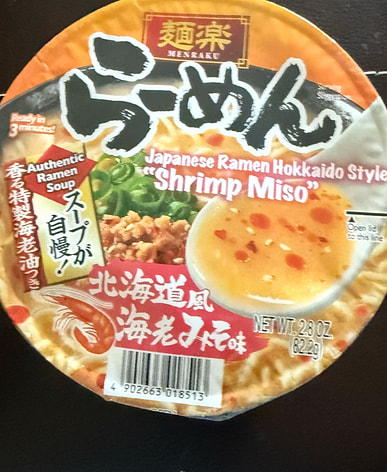 麺楽
MENRAKU
らーめん
Ready in
3 minutes!
Japanese Ramen Hokkaido Style
"Shrimp Miso"
Authentic
Ramen
Soup
スープが
自慢!
香る特製海老油つき
Open lid
to this line
北海道風
海老みそ味
NET WT. 2.8 OZ.
(82.2g)
4 902663 018513